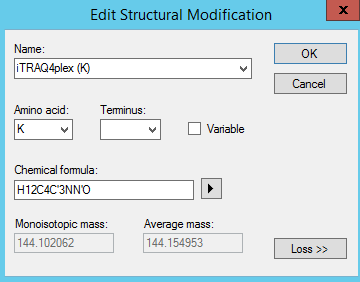 Edit Structural Modification
x
Name:
iTRAQ4plex (K)
OK
Cancel
Amino acid:
Terminus:
K
Variable
Chemical formula:
H12C4C'3NN'O
Monoisotopic mass:
Average mass:
144.102062
144.154953
Loss >>